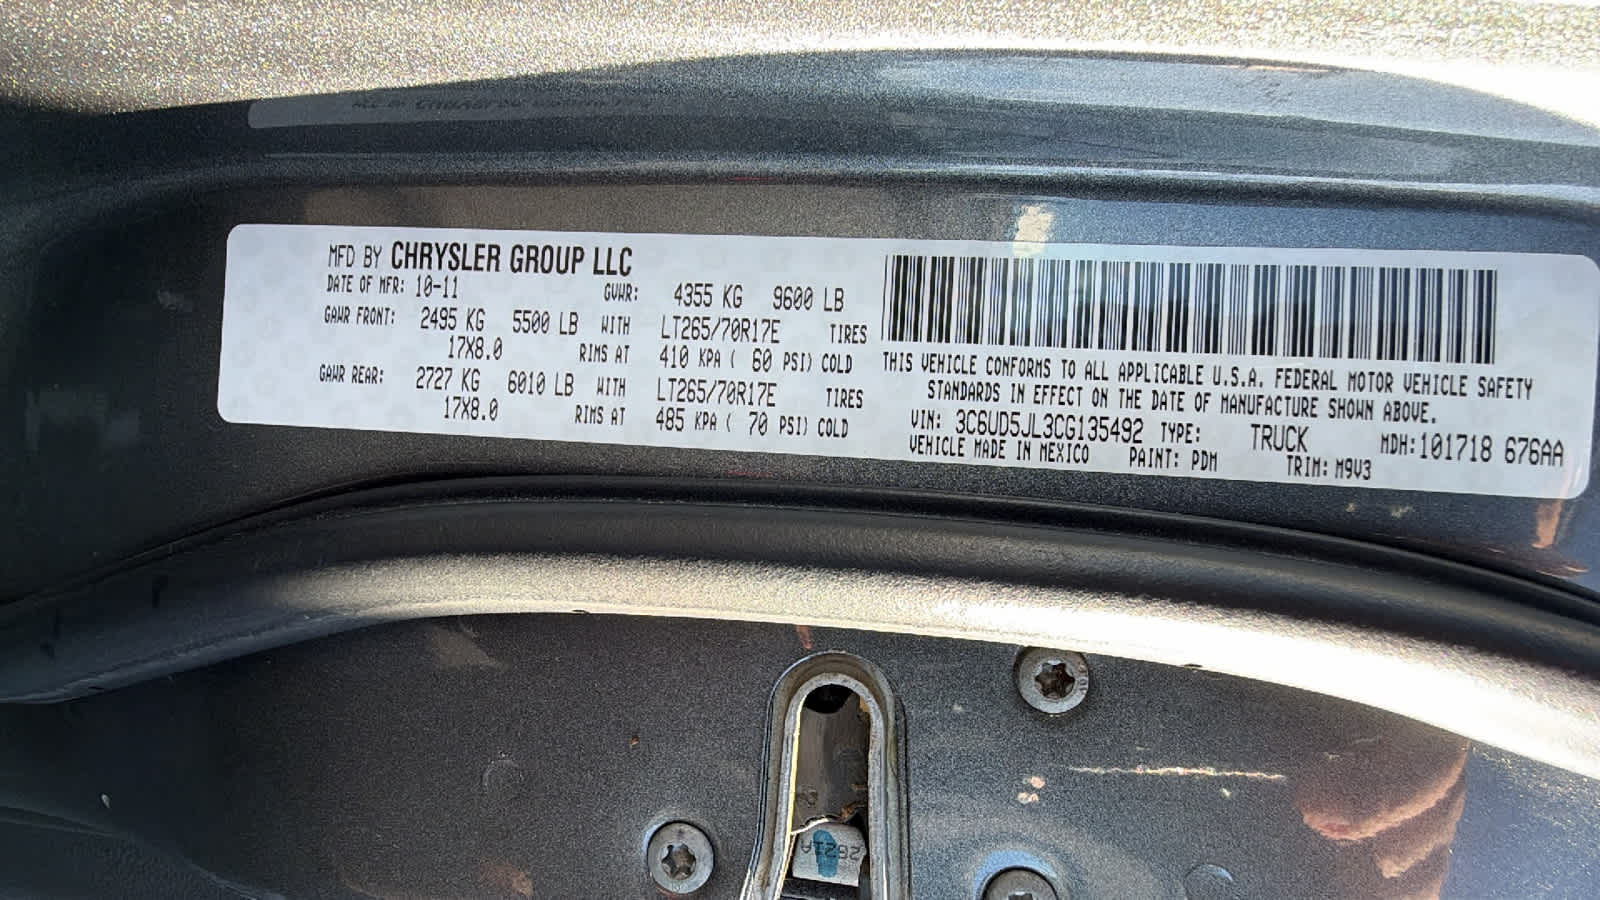 MFD BY CHRYSLER GROUP LLC
DATE OF MFR: 10-11 GVWR: 4355 KG 9600 LB
GAWR FRONT: 2495 KG 5500 LB WITH LT265/70R17E TIRES
17X8.0 RIMS AT 410 KPA ( 60 PSI) COLD
GAWR REAR: 2727 KG 6010 LB WITH LT265/70R17E TIRES
17X8.0 RIMS AT 485 KPA ( 70 PSI) COLD
THIS VEHICLE CONFORMS TO ALL APPLICABLE U.S.A. FEDERAL MOTOR VEHICLE SAFETY
STANDARDS IN EFFECT ON THE DATE OF MANUFACTURE SHOWN ABOVE.
VIN: 3C6UD5JL3CG135492 TYPE: TRUCK MDH:101718 676AA
VEHICLE MADE IN MEXICO PAINT: PDM TRIM: M9V3
2621A